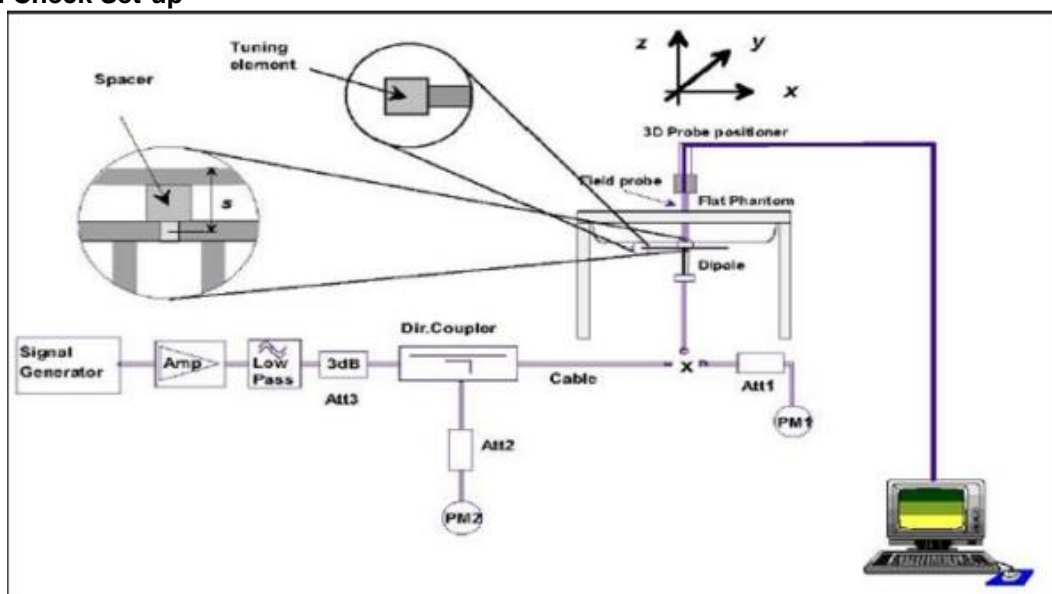 Check Set-up
Tuning
element
Spacer
s
z
y
x
3D Probe positioner
Field probe
Flat Phantom
Dipole
Signal
Generator
Amp
Low
Pass
3dB
Att3
Dir.Coupler
Cable
x
Att1
PM1
Att2
PM2